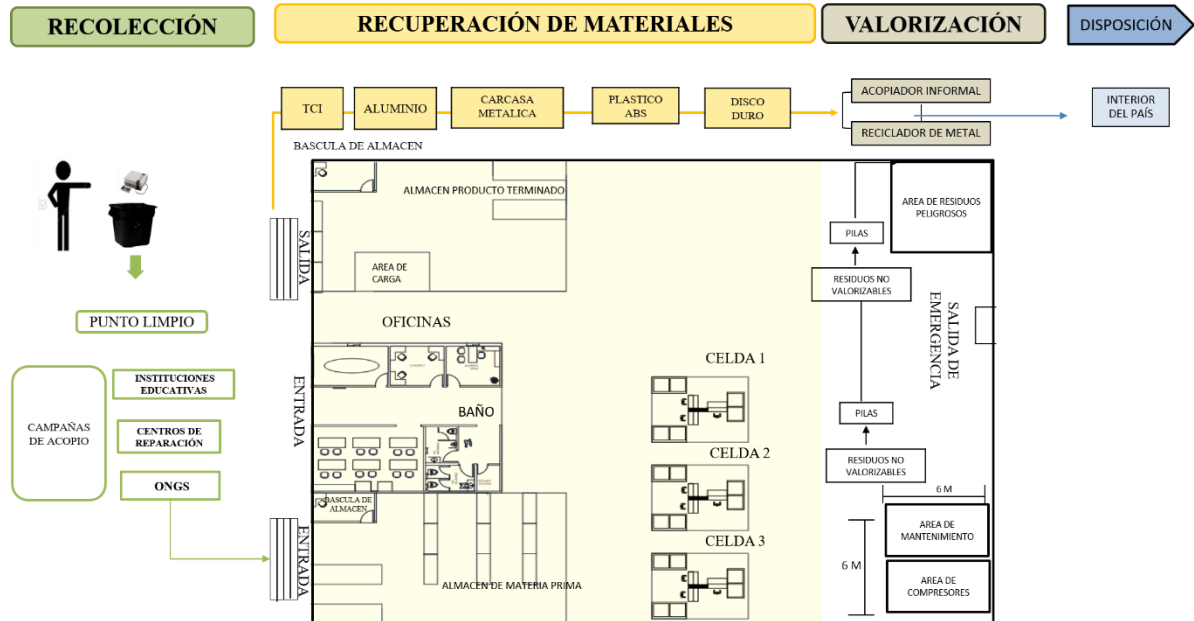 RECOLECCIÓN
RECUPERACIÓN DE MATERIALES
VALORIZACIÓN
DISPOSICIÓN
TCI
ALUMINIO
CARCASA
METALICA
PLASTICO
ABS
DISCO
DURO
ACOPIADOR INFORMAL
RECICLADOR DE METAL
INTERIOR
DEL PAÍS
BASCULA DE ALMACEN
ALMACEN PRODUCTO TERMINADO
AREA DE RESIDUOS
PELIGROSOS
PILAS
RESIDUOS NO
VALORIZABLES
SALIDA
AREA DE
CARGA
SALIDA DE
EMERGENCIA
PUNTO LIMPIO
OFICINAS
CELDA 1
CAMPAÑAS
DE ACOPIO
INSTITUCIONES
EDUCATIVAS
CENTROS DE
REPARACIÓN
ONGS
ENTRADA
BAÑO
PILAS
RESIDUOS NO
VALORIZABLES
CELDA 2
6 M
BASCULA DE
ALMACEN
ENTRADA
CELDA 3
AREA DE
MANTENIMIENTO
6 M
ALMACEN DE MATERIA PRIMA
AREA DE
COMPRESORES